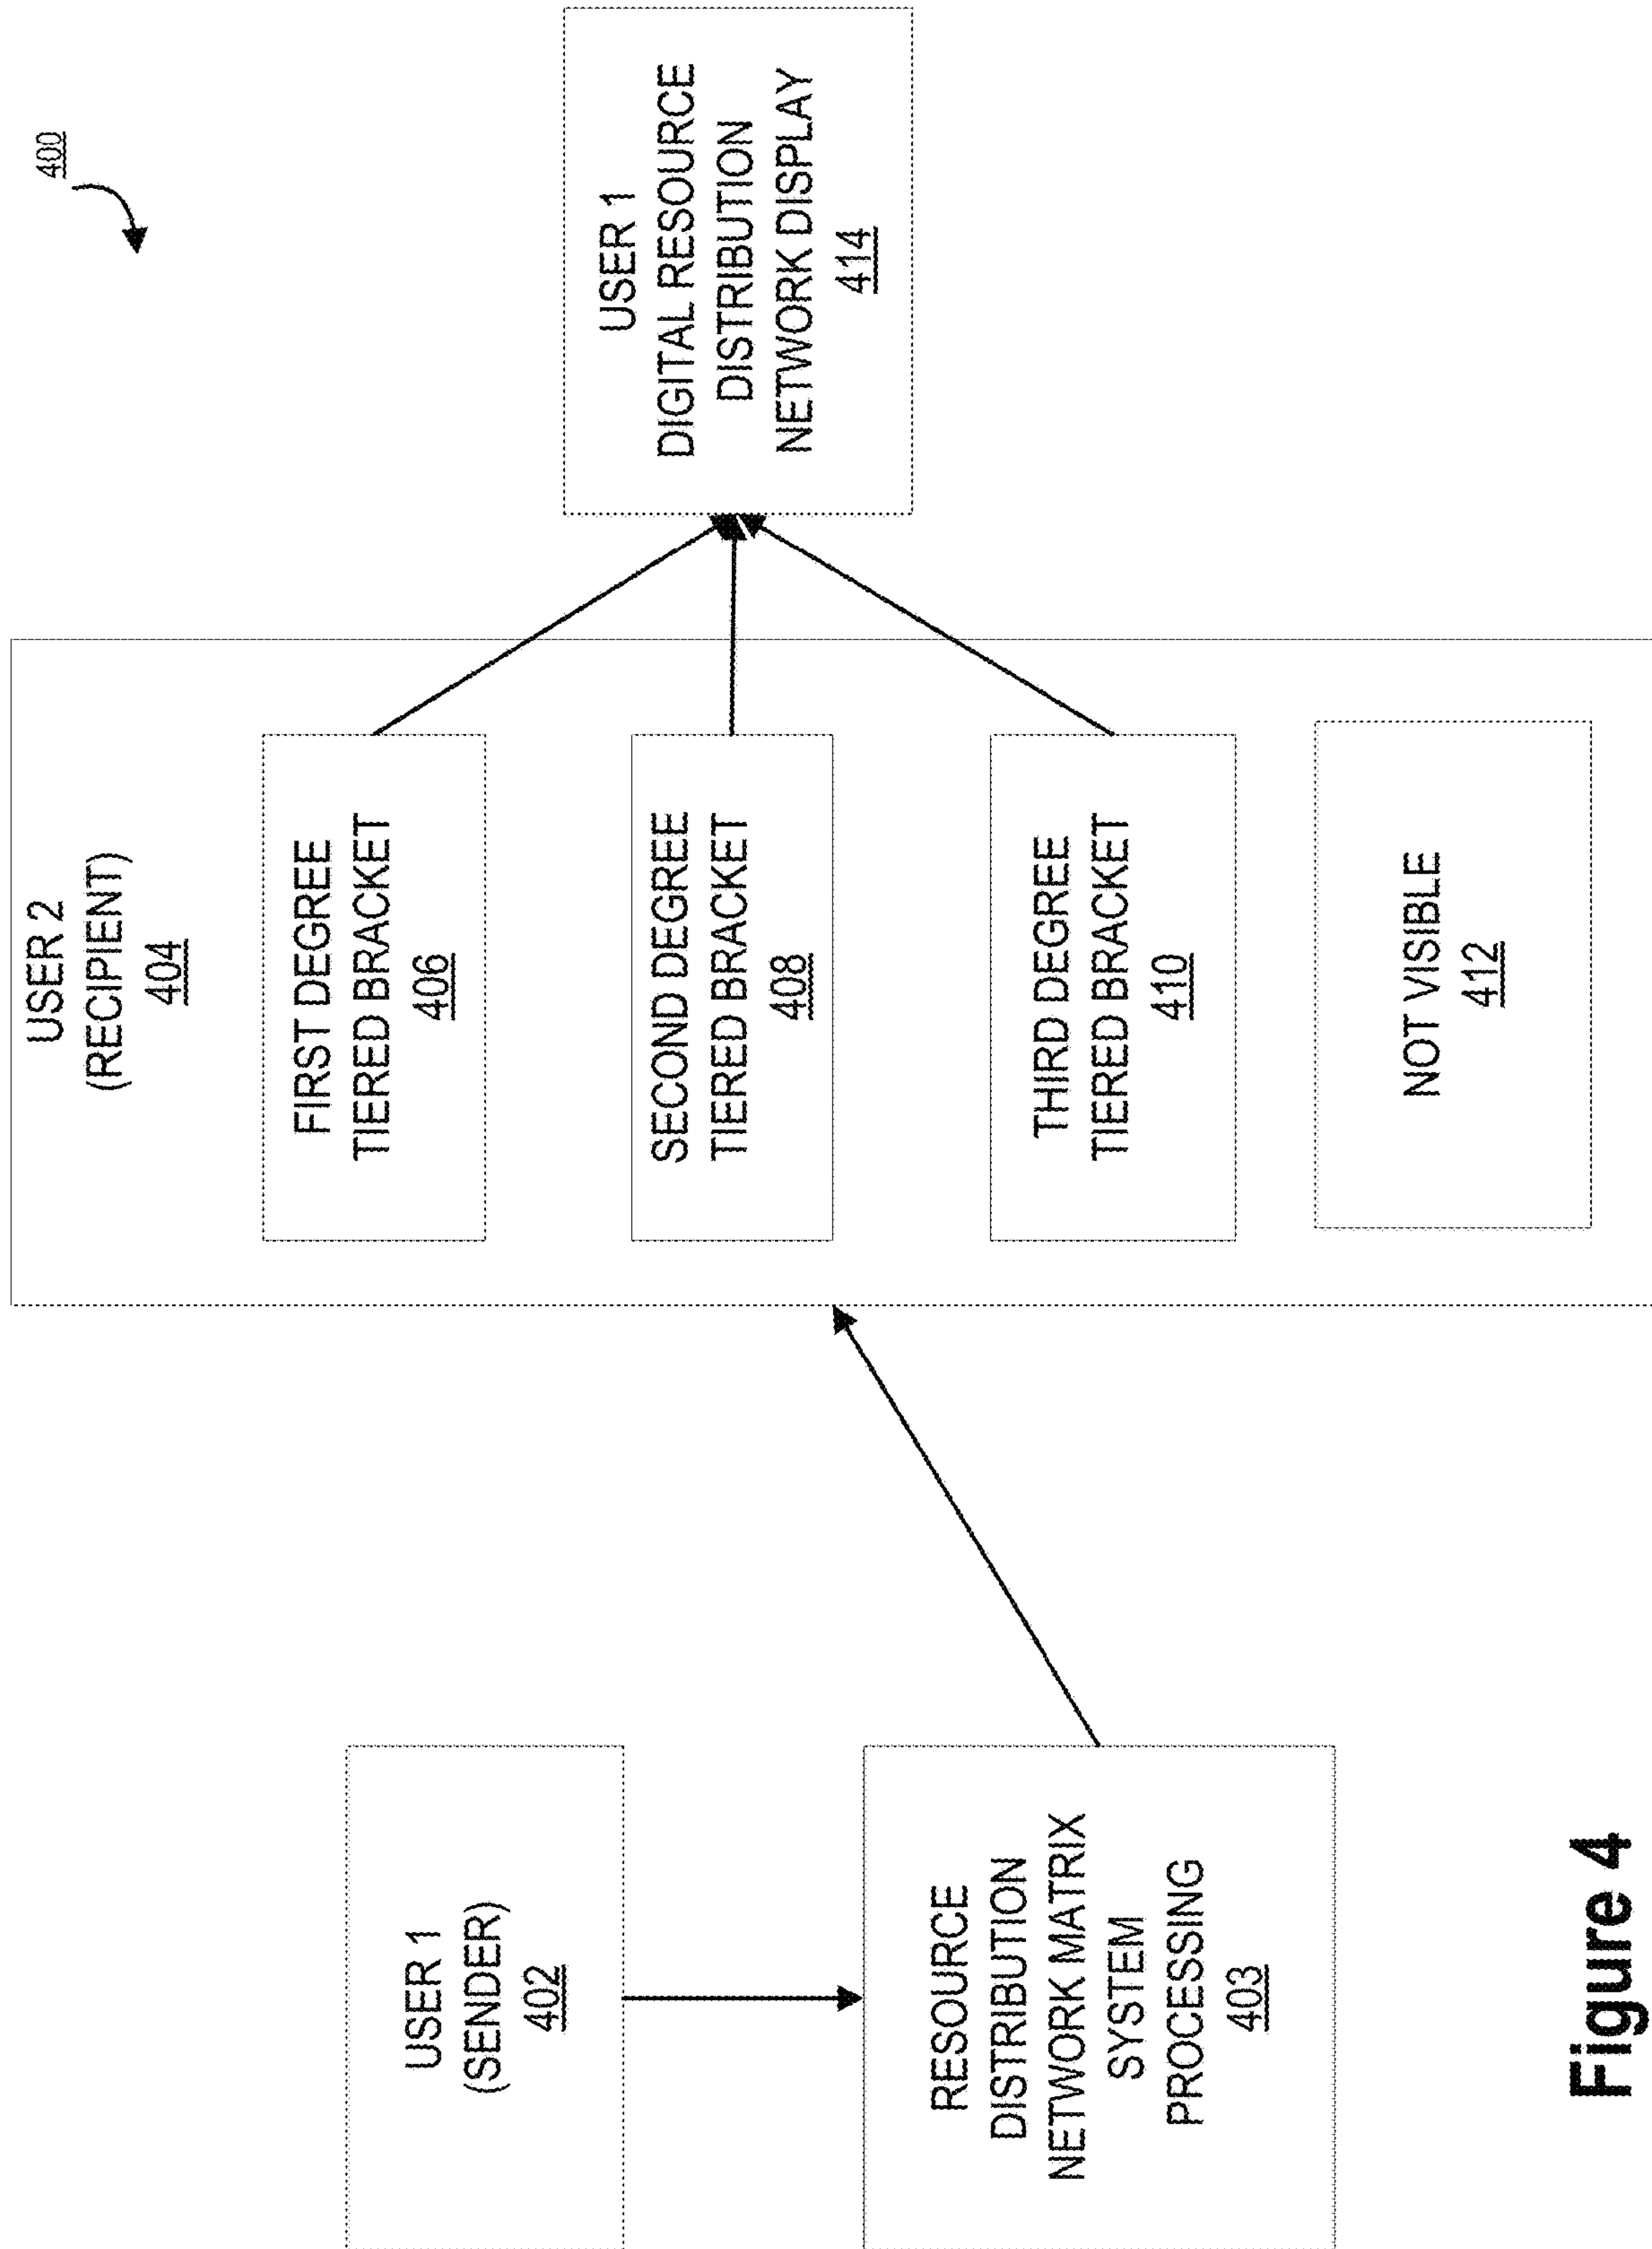 400
USER 1
(SENDER)
402
RESOURCE
DISTRIBUTION
NETWORK MATRIX
SYSTEM
PROCESSING
403
USER 2
(RECIPIENT)
404
FIRST DEGREE
TIERED BRACKET
406
SECOND DEGREE
TIERED BRACKET
408
THIRD DEGREE
TIERED BRACKET
410
NOT VISIBLE
412
USER 1
DIGITAL RESOURCE
DISTRIBUTION
NETWORK DISPLAY
414
Figure 4